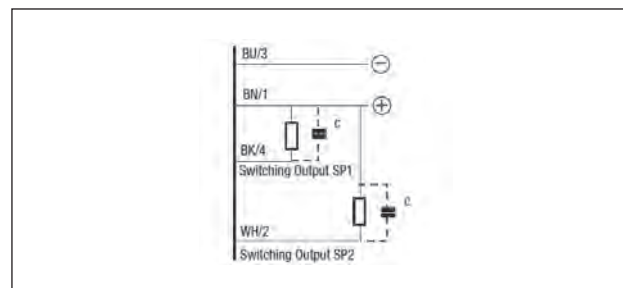 BU/3
−
BN/1
+
C
BK/4
Switching Output SP1
C
WH/2
Switching Output SP2